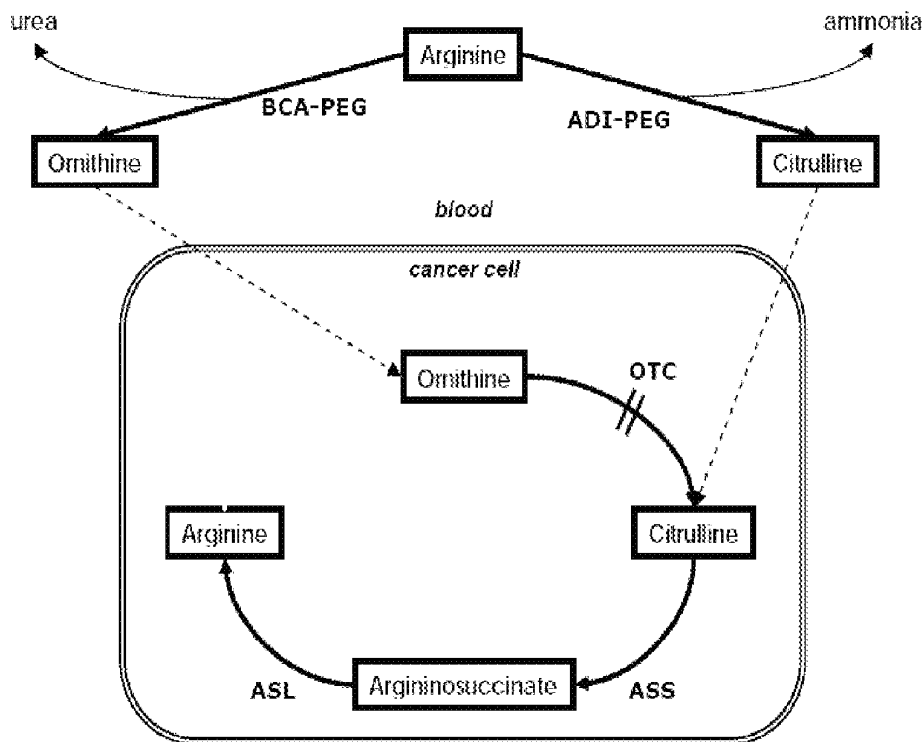 urea
ammonia
Arginine
BCA-PEG
ADI-PEG
Ornithine
Citrulline
blood
cancer cell
Ornithine
OTC
Arginine
Citrulline
ASL
Argininosuccinate
ASS